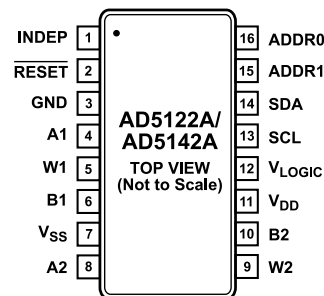 INDEP 1 16 ADDR0
RESET 2 15 ADDR1
GND 3 14 SDA
A1 4 13 SCL
W1 5 12 VLOGIC
B1 6 11 VDD
VSS 7 10 B2
A2 8 9 W2
AD5122A/
AD5142A
TOP VIEW
(Not to Scale)